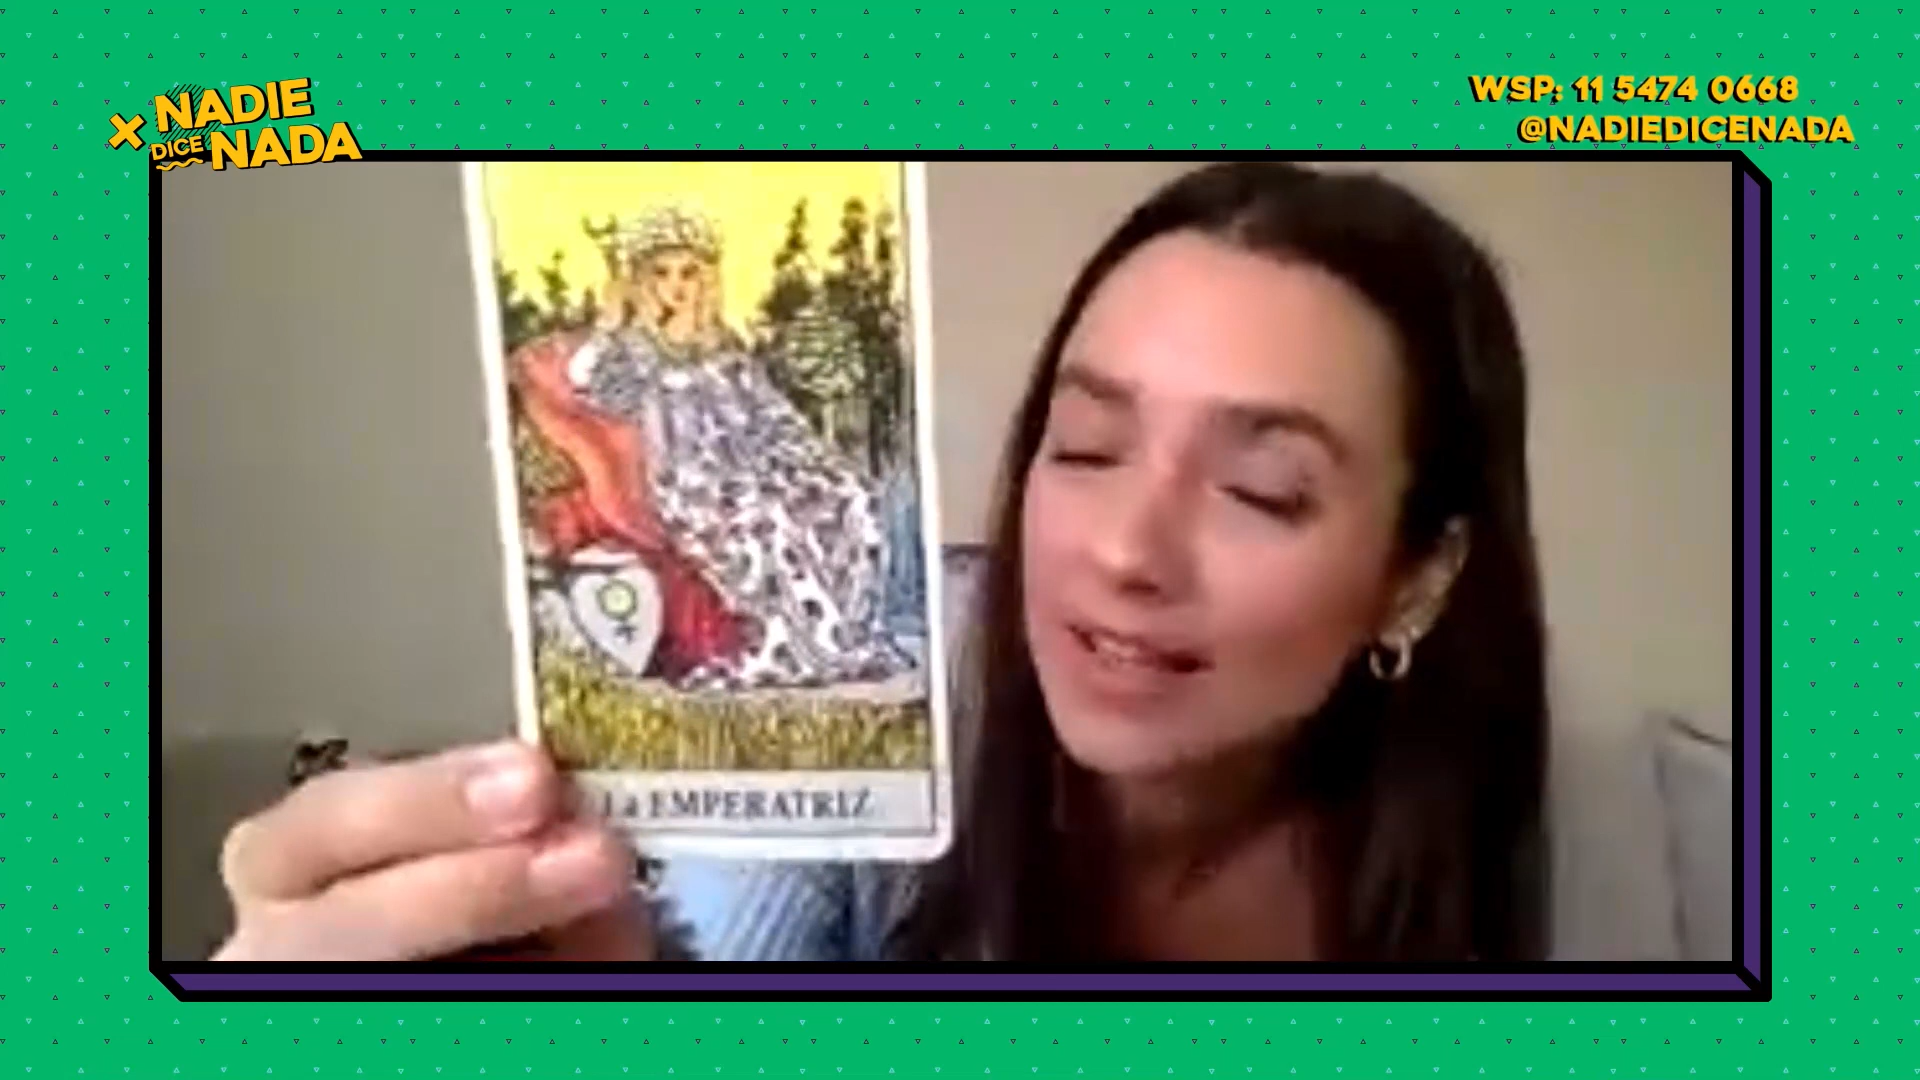 NADIE
DICE NADA
WSP: 11 5474 0668
@NADIEDICENADA
La EMPERATRIZ